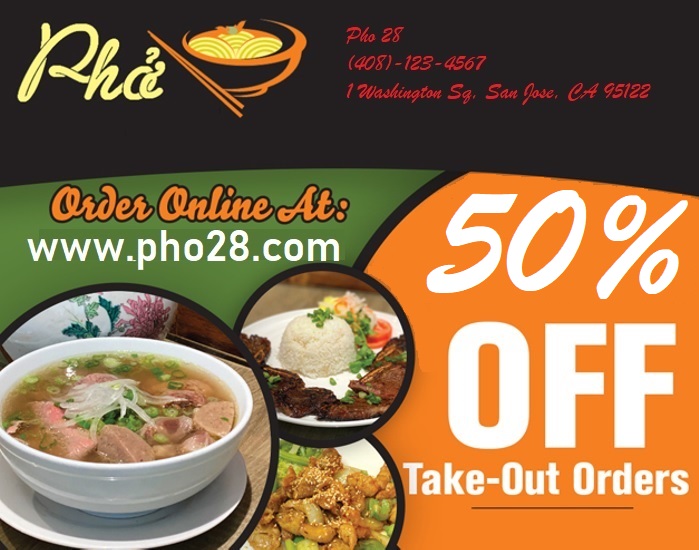 Phở
Pho 28
(408)-123-4567
1 Washington Sq, San Jose, CA 95122
Order Online At:
www.pho28.com
50%
OFF
Take-Out Orders